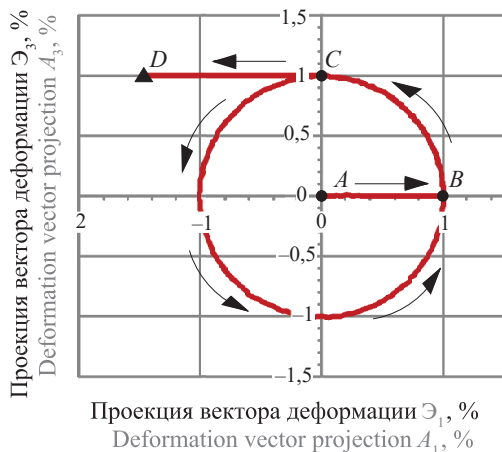 Проекция вектора деформации Э3, %
Deformation vector projection A3, %
1,5
D
C
1
0,5
A
B
0
2
–1
0
1
–0,5
–1
–1,5
Проекция вектора деформации Э1, %
Deformation vector projection A1, %